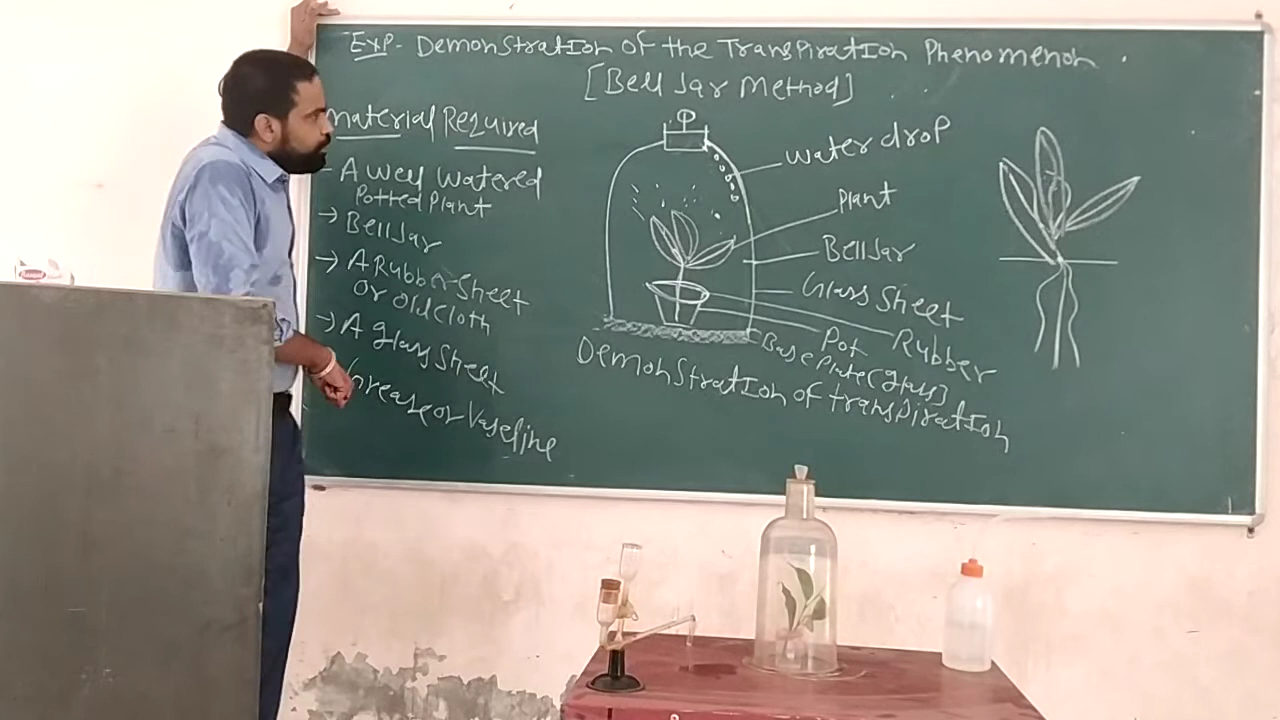 Exp- Demonstration of the Transpiration Phenomenon.
[Bell Jar Method]
Material Required
- A well watered
Potted Plant
→ Bell Jar
→ A Rubber Sheet
or old cloth
→ A glass Sheet
Grease or Vaseline
water drop
Plant
Bell Jar
Glass Sheet
Rubber
Pot
Base Plate (glass)
Demonstration of transpiration